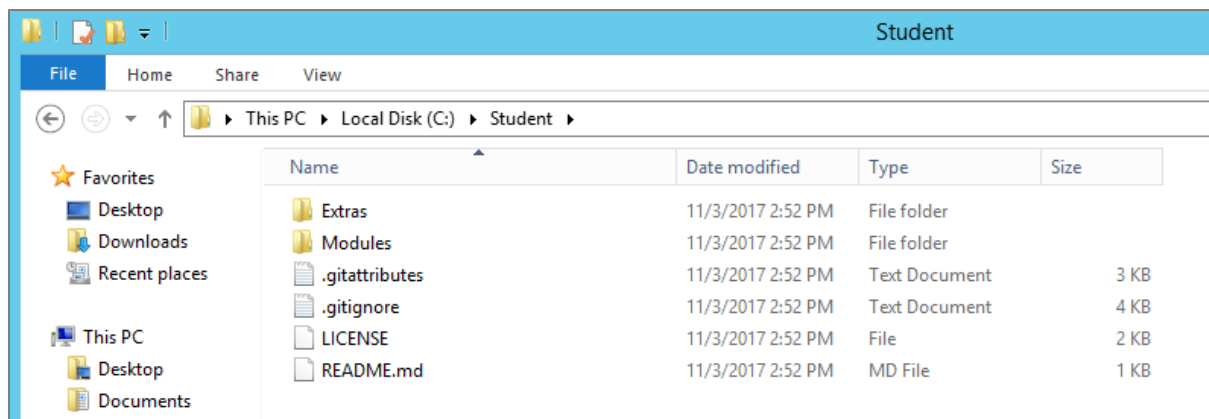 Student
File Home Share View
This PC Local Disk (C:) Student
Name Date modified Type Size
Favorites
Desktop
Downloads
Recent places
This PC
Desktop
Documents
Extras 11/3/2017 2:52 PM File folder
Modules 11/3/2017 2:52 PM File folder
.gitattributes 11/3/2017 2:52 PM Text Document 3 KB
.gitignore 11/3/2017 2:52 PM Text Document 4 KB
LICENSE 11/3/2017 2:52 PM File 2 KB
README.md 11/3/2017 2:52 PM MD File 1 KB